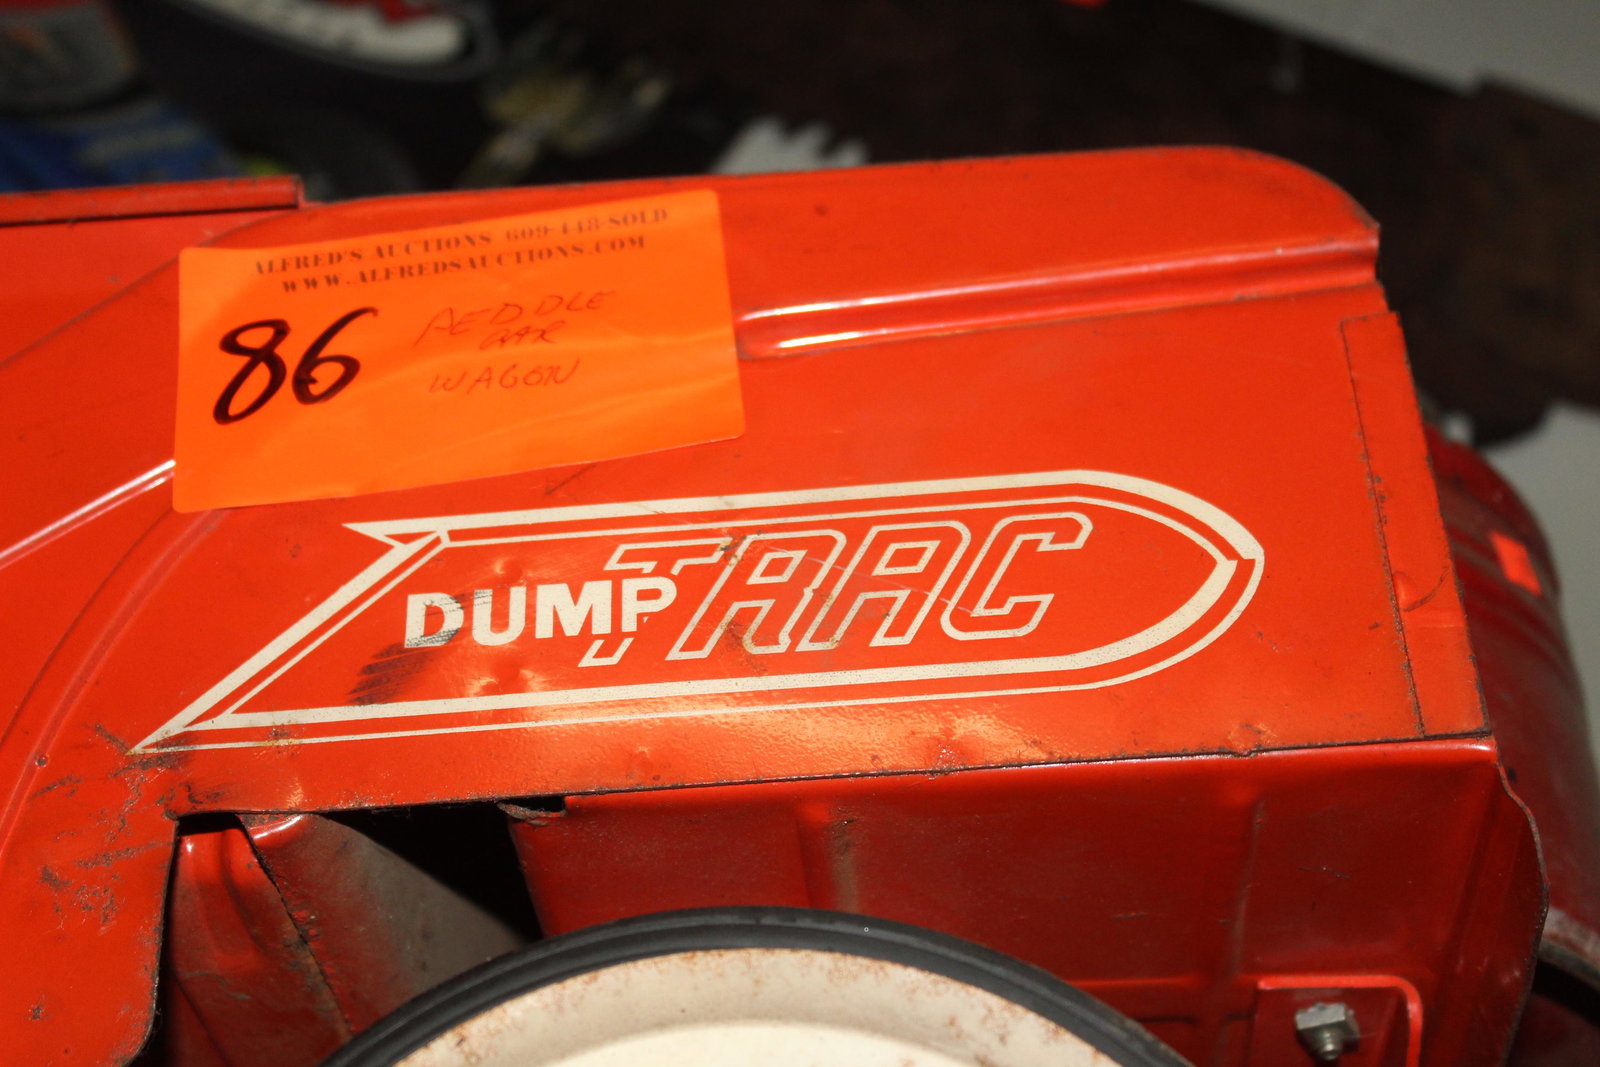 ALFRED'S AUCTIONS 609-448-SOLD
WWW.ALFREDSAUCTIONS.COM
86
PEDDLE
CAR
WAGON
DUMP TRAC